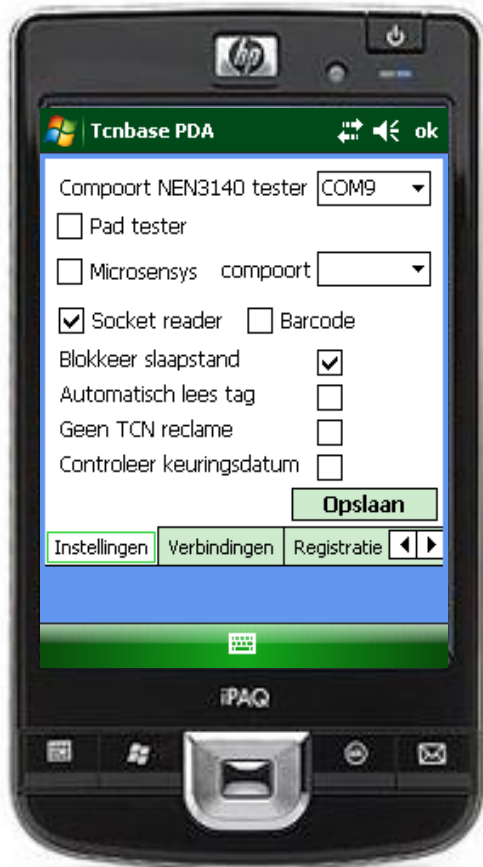 hp
Tcnbase PDA ok
Compoort NEN3140 tester COM9
Pad tester
Microsensys compoort
Socket reader Barcode
Blokkeer slaapstand
Automatisch lees tag
Geen TCN reclame
Controleer keuringsdatum
Opslaan
Instellingen Verbindingen Registratie
iPAQ